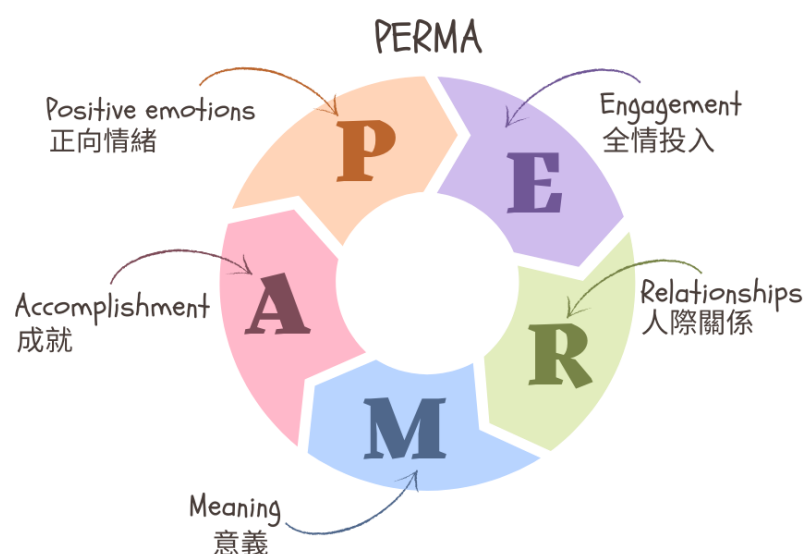 PERMA
Positive emotions
正向情緒
P
Engagement
全情投入
E
Relationships
人際關係
R
Meaning
意義
M
Accomplishment
成就
A